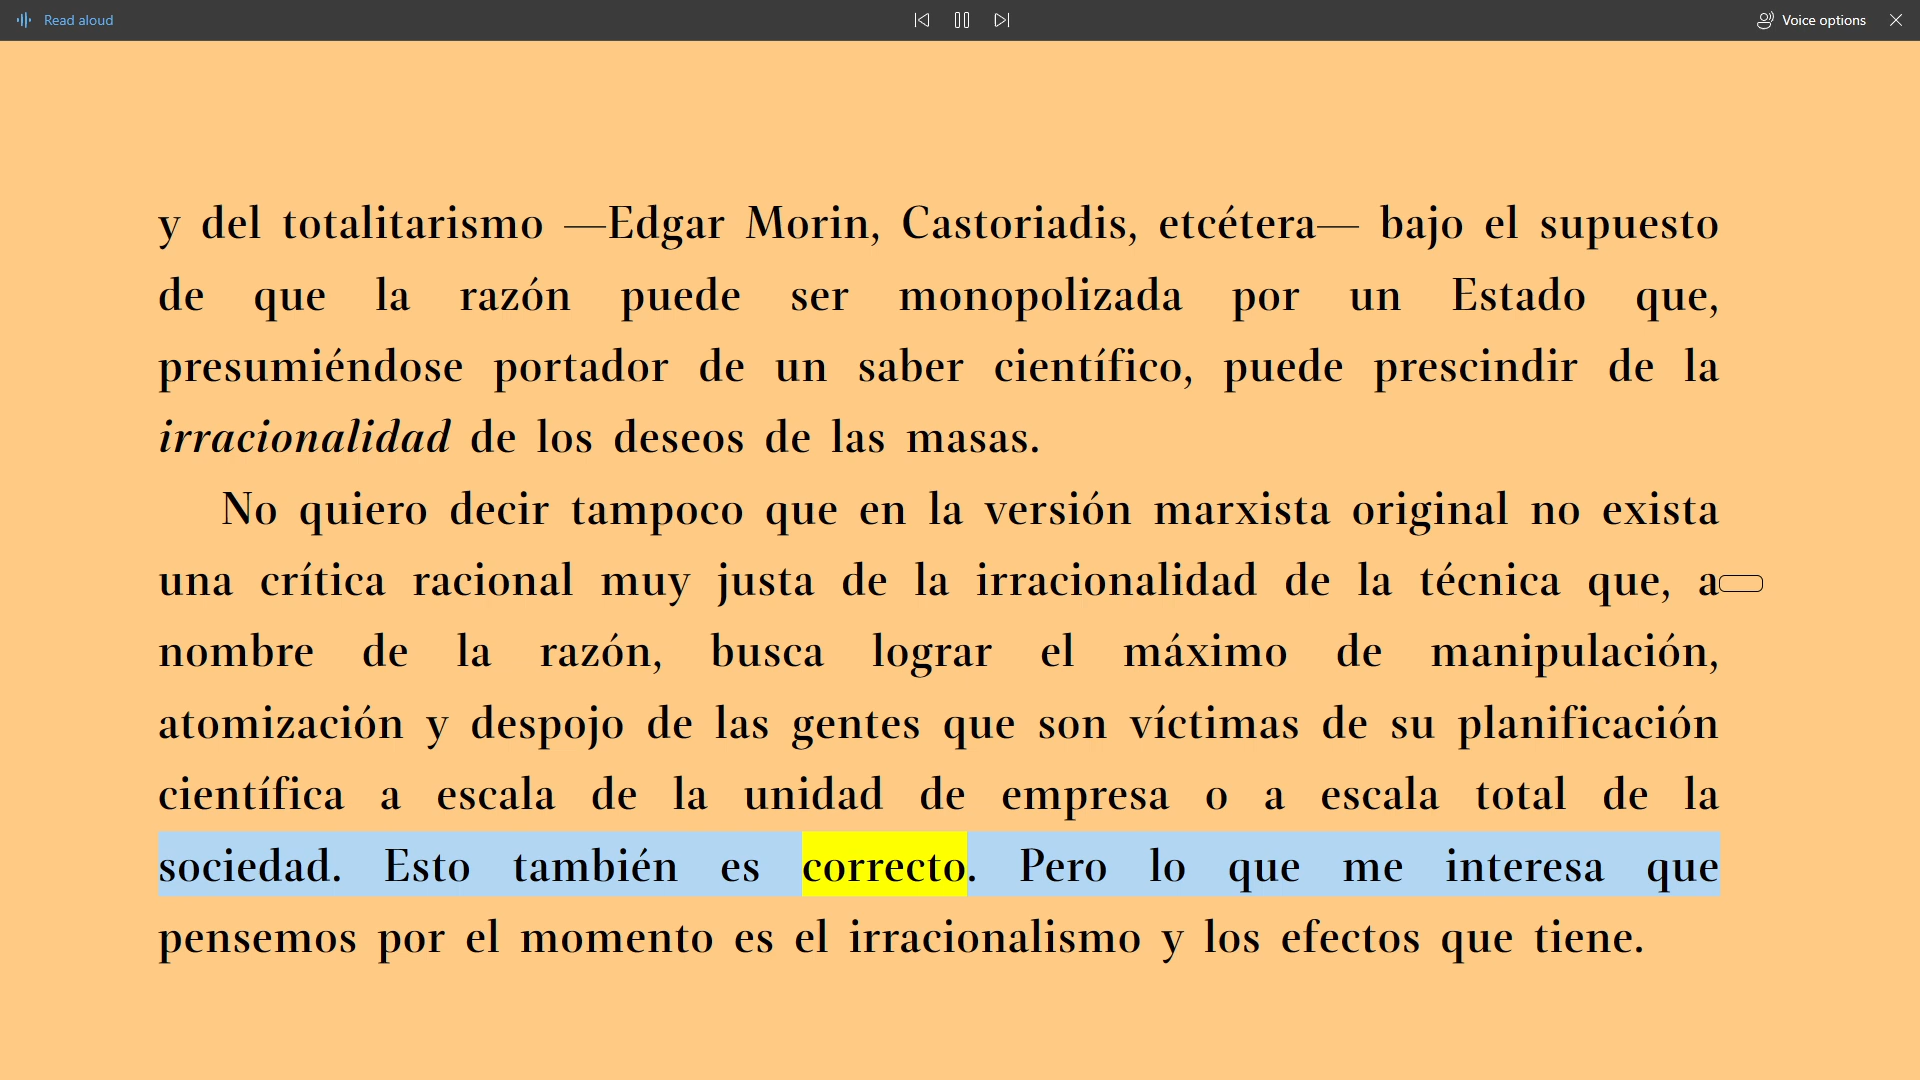 Read aloud
Voice options
y del totalitarismo —Edgar Morin, Castoriadis, etcétera— bajo el supuesto
de que la razón puede ser monopolizada por un Estado que,
presumiéndose portador de un saber científico, puede prescindir de la
irracionalidad de los deseos de las masas.
No quiero decir tampoco que en la versión marxista original no exista
una crítica racional muy justa de la irracionalidad de la técnica que, a
nombre de la razón, busca lograr el máximo de manipulación,
atomización y despojo de las gentes que son víctimas de su planificación
científica a escala de la unidad de empresa o a escala total de la
sociedad. Esto también es correcto. Pero lo que me interesa que
pensemos por el momento es el irracionalismo y los efectos que tiene.